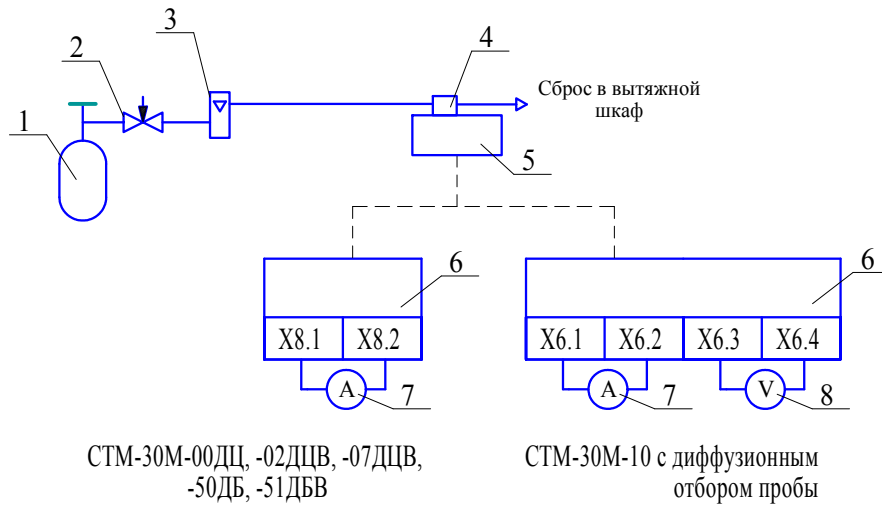 3
4
2
Сброс в вытяжной
шкаф
1
5
6
6
X8.1 X8.2
X6.1 X6.2 X6.3 X6.4
A
7
A
7
V
8
СТМ-30М-00ДЦ, -02ДЦВ, -07ДЦВ,
-50ДБ, -51ДБВ
СТМ-30М-10 с диффузионным
отбором пробы